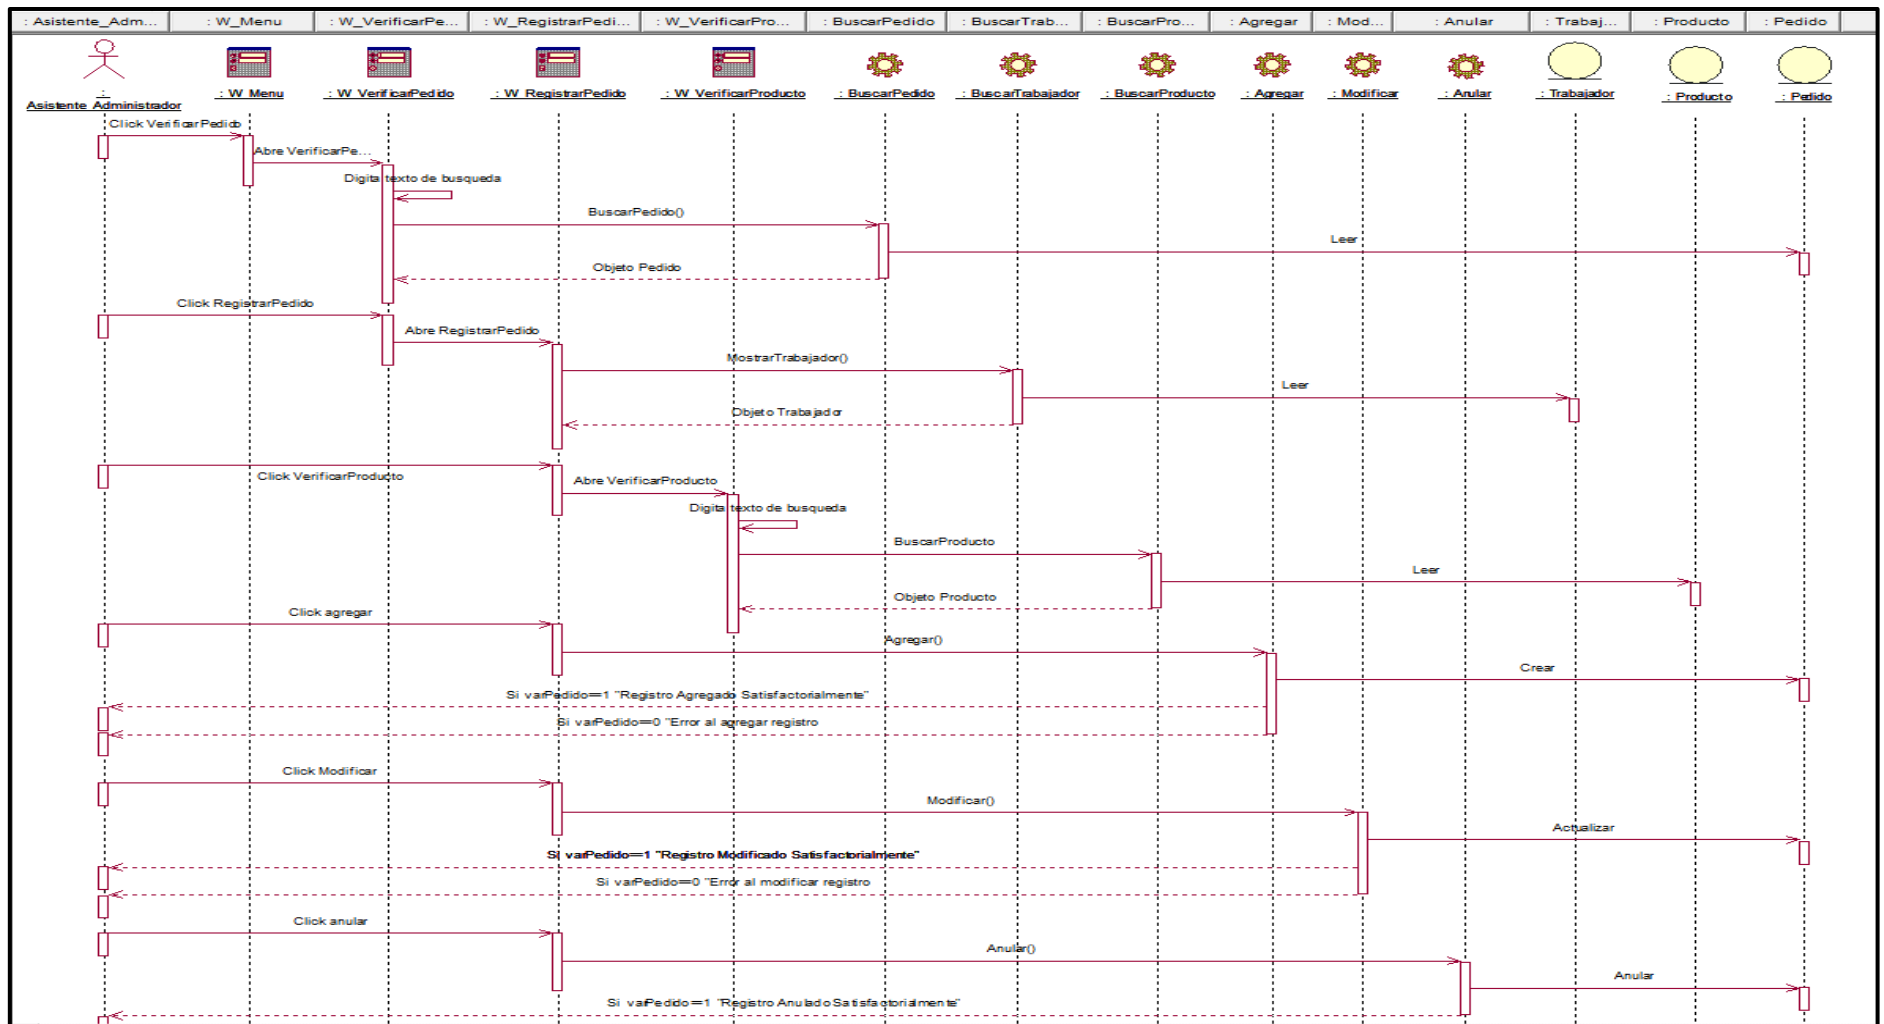 : Asistente_Adm...
: W_Menu
: W_VerificarPe...
: W_RegistrarPedi...
: W_VerificarPro...
: BuscarPedido
: BuscarTrab...
: BuscarPro...
: Agregar
: Mod...
: Anular
: Trabaj...
: Producto
: Pedido
:
Asistente_Administrador
: W_Menu
: W_VerificarPedido
: W_RegistrarPedido
: W_VerificarProducto
: BuscarPedido
: BuscarTrabajador
: BuscarProducto
: Agregar
: Modificar
: Anular
: Trabajador
: Producto
: Pedido
Click VerificarPedido
Abre VerificarPe...
Digita texto de busqueda
BuscarPedido()
Leer
Objeto Pedido
Click RegistrarPedido
Abre RegistrarPedido
MostrarTrabajador()
Leer
Objeto Trabajador
Click VerificarProducto
Abre VerificarProducto
Digita texto de busqueda
BuscarProducto
Leer
Objeto Producto
Click agregar
Agregar()
Crear
Si varPedido==1 "Registro Agregado Satisfactorialmente"
Si varPedido==0 "Error al agregar registro
Click Modificar
Modificar()
Actualizar
Si varPedido==1 "Registro Modificado Satisfactorialmente"
Si varPedido==0 "Error al modificar registro
Click anular
Anular()
Anular
Si varPedido==1 "Registro Anulado Satisfactorialmente"